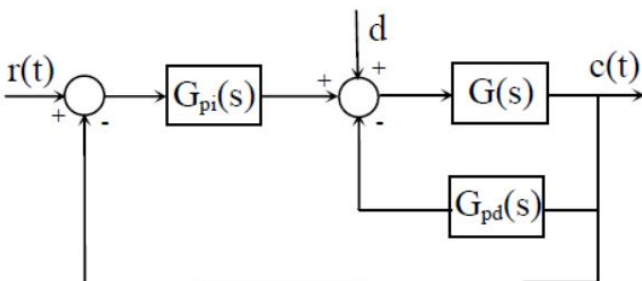 d
r(t)
+
-
G_pi(s)
+
+
-
G(s)
c(t)
G_pd(s)